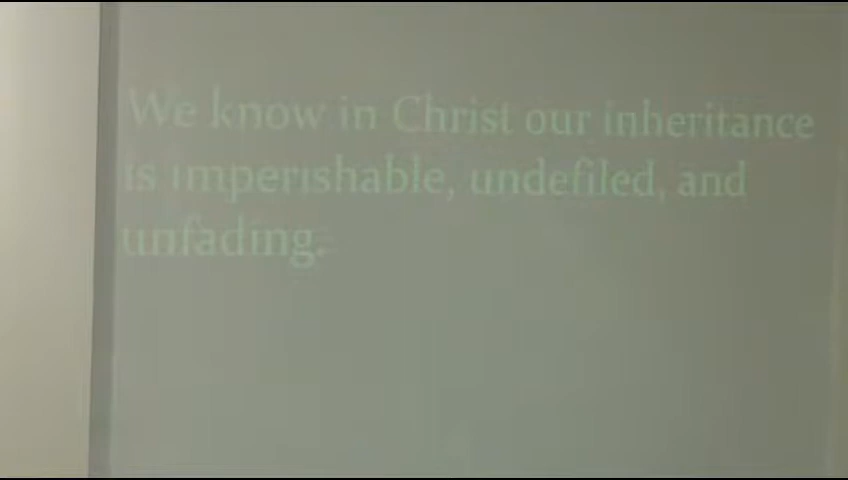 We know in Christ our inheritance
is imperishable, undefiled, and
unfading.